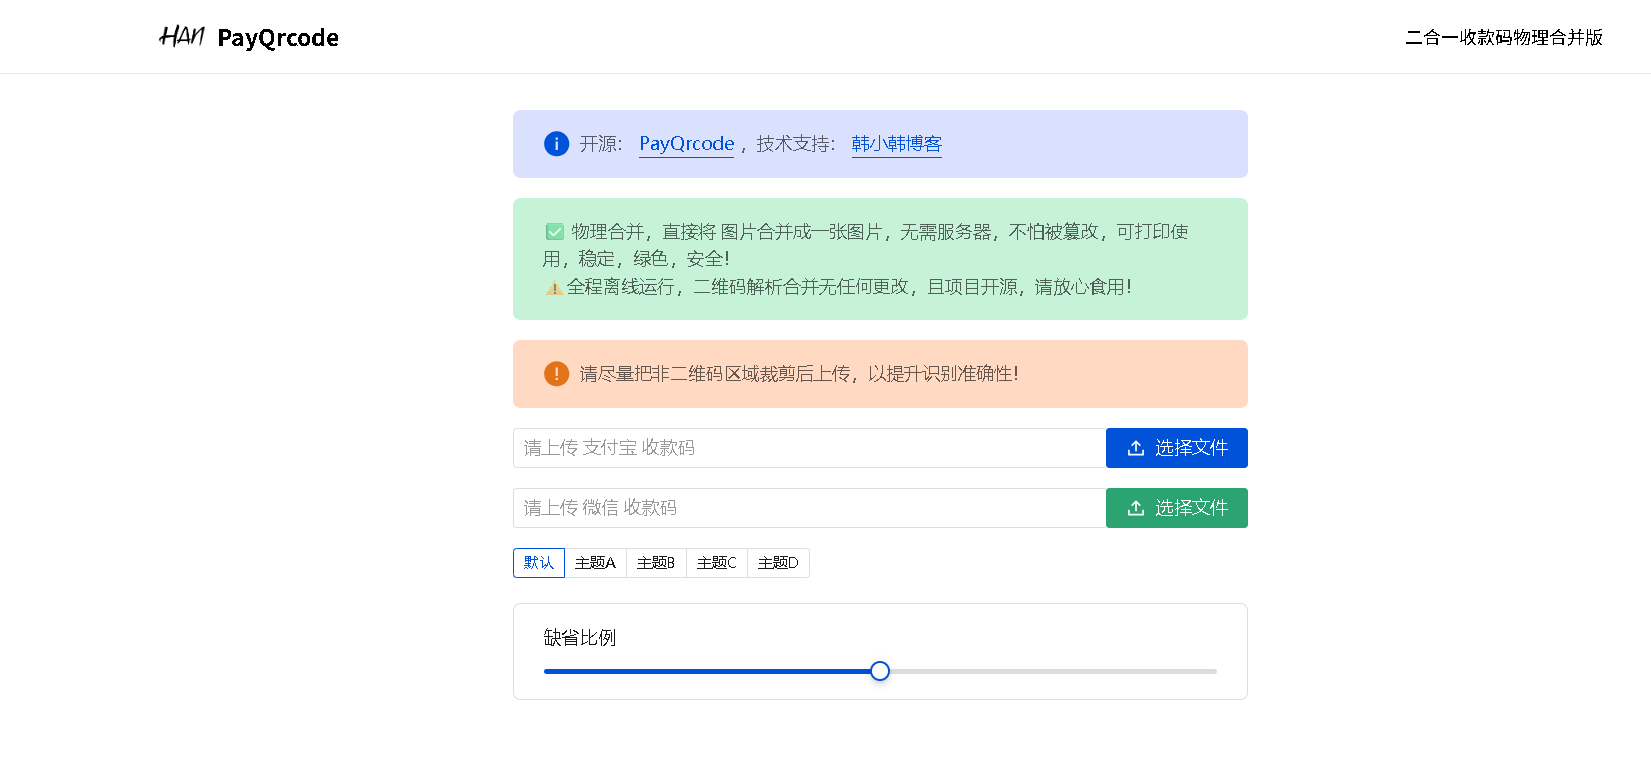 HAN PayQrcode
二合一收款码物理合并版
开源： PayQrcode ，技术支持： 韩小韩博客
✅ 物理合并，直接将 图片合并成一张图片，无需服务器，不怕被篡改，可打印使
用，稳定，绿色，安全！
⚠️全程离线运行，二维码解析合并无任何更改，且项目开源，请放心食用！
请尽量把非二维码区域裁剪后上传，以提升识别准确性！
请上传 支付宝 收款码 选择文件
请上传 微信 收款码 选择文件
默认 主题A 主题B 主题C 主题D
缺省比例